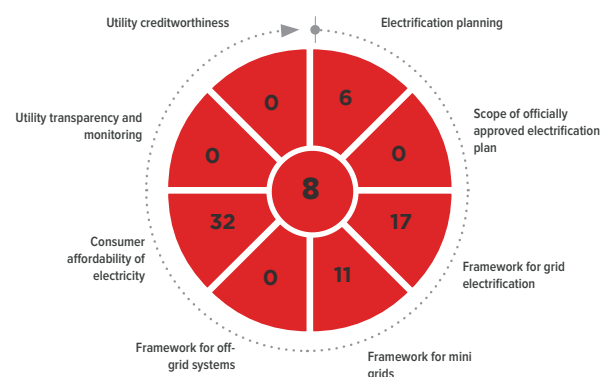 Utility creditworthiness
Electrification planning
0
6
Utility transparency and
monitoring
Scope of officially
approved electrification
plan
0
0
8
32
17
Consumer
affordability of
electricity
Framework for grid
electrification
0
11
Framework for off-
grid systems
Framework for mini
grids